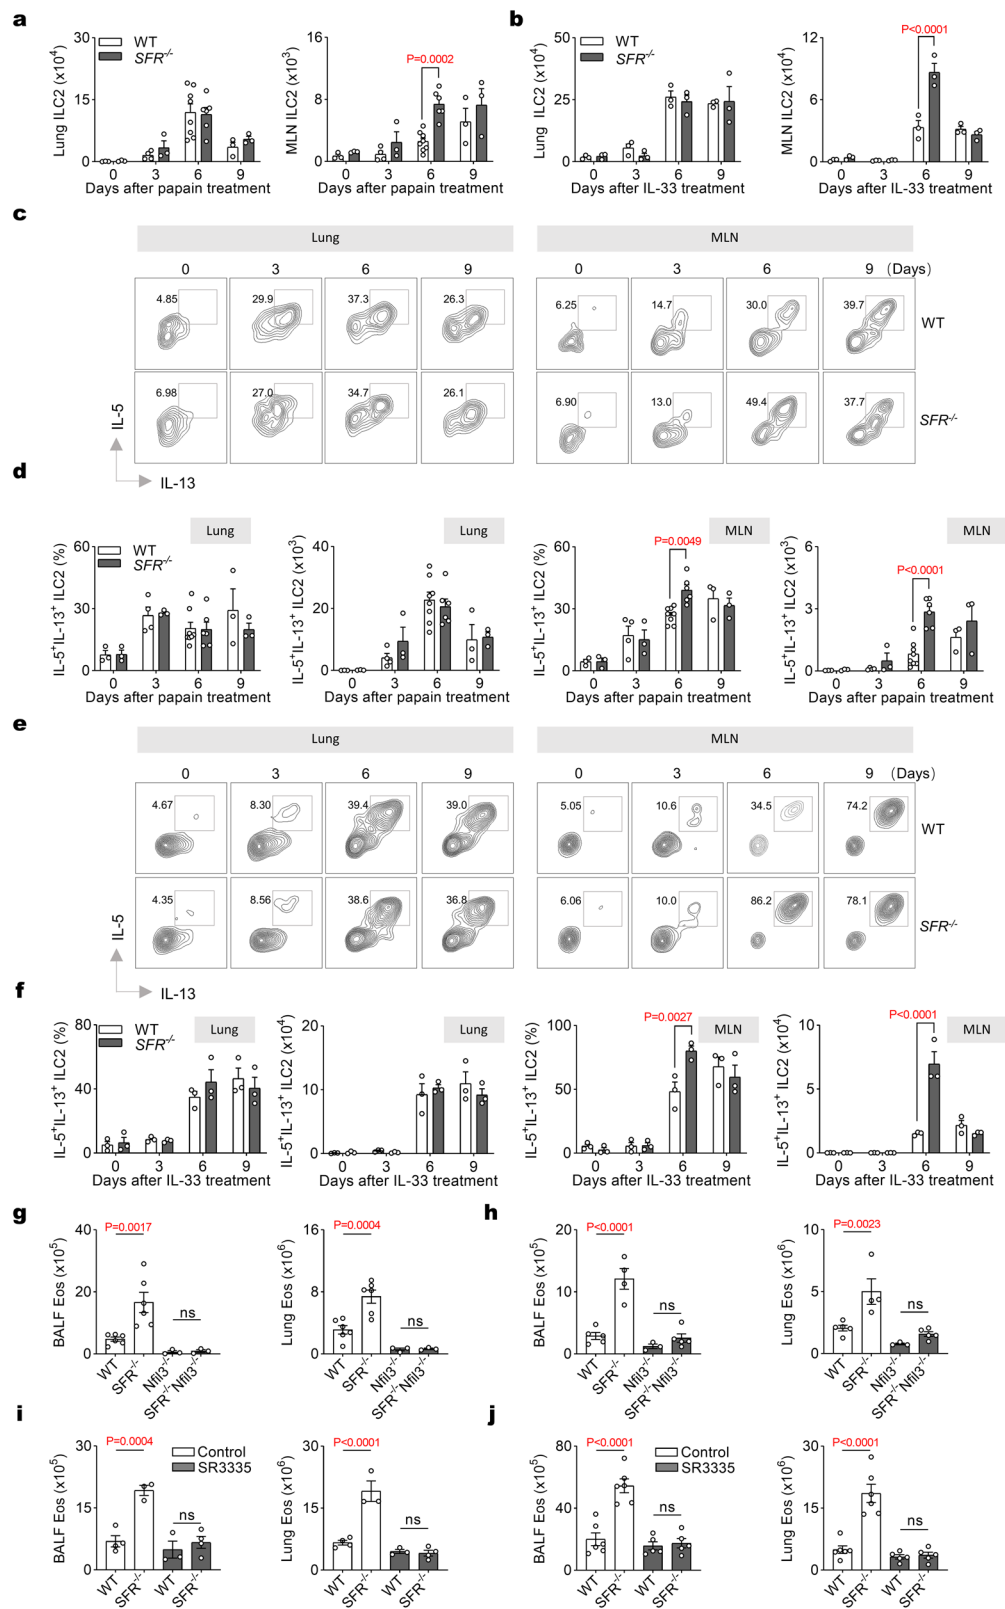 a
b
WT
SFR-/-
Lung ILC2 (x10⁴)
30
15
0
0 3 6 9
Days after papain treatment
MLN ILC2 (x10³)
16
8
0
P=0.0002
0 3 6 9
Days after papain treatment
WT
SFR-/-
Lung ILC2 (x10⁴)
50
25
0
0 3 6 9
Days after IL-33 treatment
MLN ILC2 (x10⁴)
12
6
0
P<0.0001
0 3 6 9
Days after IL-33 treatment
c
Lung
MLN
0 3 6 9
0 3 6 9 (Days)
4.85 29.9 37.3 26.3
6.25 14.7 30.0 39.7
WT
6.98 27.0 34.7 26.1
6.90 13.0 49.4 37.7
SFR-/-
IL-5
IL-13
d
Lung
WT
SFR-/-
IL-5⁺IL-13⁺ ILC2 (%)
60
30
0
0 3 6 9
Days after papain treatment
Lung
IL-5⁺IL-13⁺ ILC2 (x10³)
40
20
0
0 3 6 9
Days after papain treatment
MLN
IL-5⁺IL-13⁺ ILC2 (%)
60
30
0
P=0.0049
0 3 6 9
Days after papain treatment
MLN
IL-5⁺IL-13⁺ ILC2 (x10³)
6
3
0
P<0.0001
0 3 6 9
Days after papain treatment
e
Lung
MLN
0 3 6 9
0 3 6 9 (Days)
4.67 8.30 39.4 39.0
5.05 10.6 34.5 74.2
WT
4.35 8.56 38.6 36.8
6.06 10.0 86.2 78.1
SFR-/-
IL-5
IL-13
f
WT
SFR-/-
Lung
IL-5⁺IL-13⁺ ILC2 (%)
80
40
0
0 3 6 9
Days after IL-33 treatment
Lung
IL-5⁺IL-13⁺ ILC2 (x10⁴)
20
10
0
0 3 6 9
Days after IL-33 treatment
MLN
IL-5⁺IL-13⁺ ILC2 (%)
100
50
0
P=0.0027
0 3 6 9
Days after IL-33 treatment
MLN
IL-5⁺IL-13⁺ ILC2 (x10⁴)
10
5
0
P<0.0001
0 3 6 9
Days after IL-33 treatment
g
h
BALF Eos (x10⁵)
40
20
0
P=0.0017
ns
WT
SFR-/-
Nfil3-/-
SFR-/-Nfil3-/-
Lung Eos (x10⁶)
16
8
0
P=0.0004
ns
WT
SFR-/-
Nfil3-/-
SFR-/-Nfil3-/-
BALF Eos (x10⁵)
20
10
0
P<0.0001
ns
WT
SFR-/-
Nfil3-/-
SFR-/-Nfil3-/-
Lung Eos (x10⁶)
10
5
0
P=0.0023
ns
WT
SFR-/-
Nfil3-/-
SFR-/-Nfil3-/-
i
j
BALF Eos (x10⁵)
30
15
0
P=0.0004
ns
Control
SR3335
WT
SFR-/-
WT
SFR-/-
Lung Eos (x10⁶)
30
15
0
P<0.0001
ns
WT
SFR-/-
WT
SFR-/-
BALF Eos (x10⁵)
80
40
0
P<0.0001
ns
Control
SR3335
WT
SFR-/-
WT
SFR-/-
Lung Eos (x10⁶)
30
15
0
P<0.0001
ns
WT
SFR-/-
WT
SFR-/-